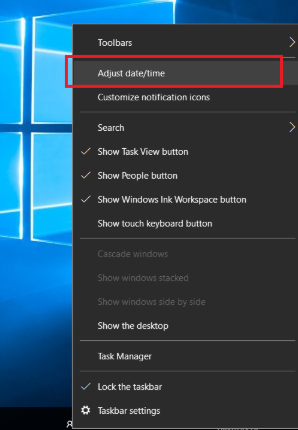 Toolbars
Adjust date/time
Customize notification icons
Search
Show Task View button
Show People button
Show Windows Ink Workspace button
Show touch keyboard button
Cascade windows
Show windows stacked
Show windows side by side
Show the desktop
Task Manager
Lock the taskbar
Taskbar settings